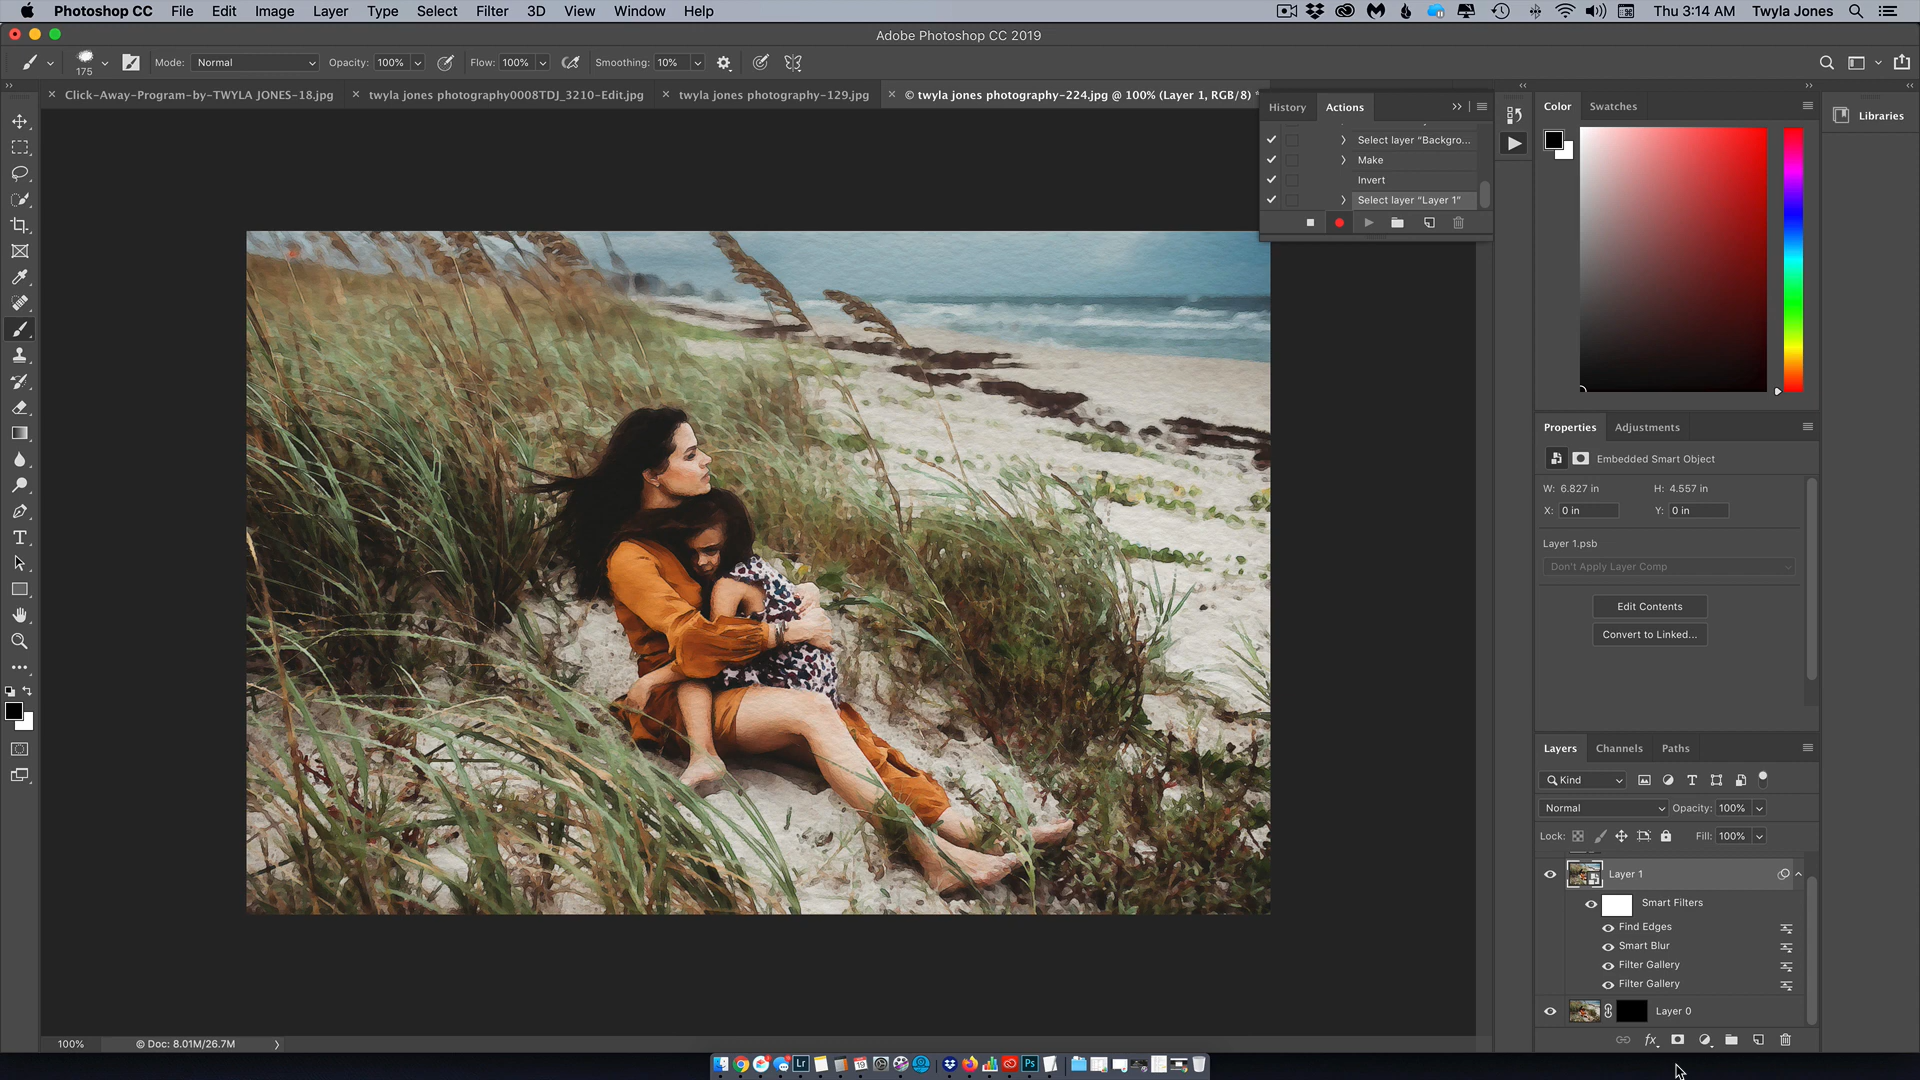 Photoshop CC File Edit Image Layer Type Select Filter 3D View Window Help Thu 3:14 AM Twyla Jones
Adobe Photoshop CC 2019
175 Mode: Normal Opacity: 100% Flow: 100% Smoothing: 10%
Click-Away-Program-by-TWYLA JONES-18.jpg twyla jones photography0008TDJ_3210-Edit.jpg twyla jones photography-129.jpg © twyla jones photography-224.jpg @ 100% (Layer 1, RGB/8) *
History Actions
Select layer “Backgro...
Make
Invert
Select layer “Layer 1”
Color Swatches
Libraries
Properties Adjustments
Embedded Smart Object
W: 6.827 in H: 4.557 in
X: 0 in Y: 0 in
Layer 1.psb
Don't Apply Layer Comp
Edit Contents
Convert to Linked...
Layers Channels Paths
Kind
Normal Opacity: 100%
Lock: Fill: 100%
Layer 1
Smart Filters
Find Edges
Smart Blur
Filter Gallery
Filter Gallery
Layer 0
fx
100% © Doc: 8.01M/26.7M
Lr 19 Ps